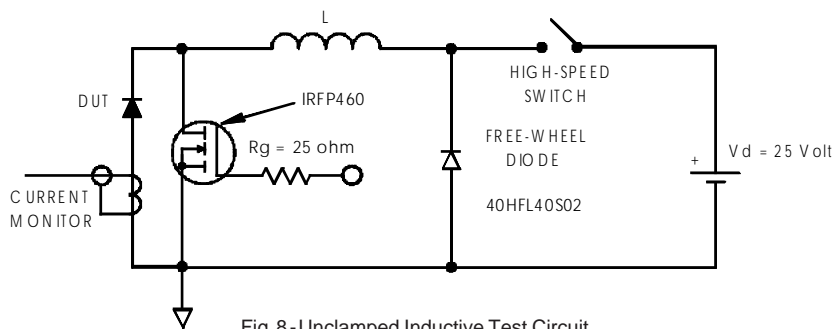 L
HIGH-SPEED
SWITCH
DUT
IRFP460
Rg = 25 ohm
FREE-WHEEL
DIODE
+
Vd = 25 Volt
CURRENT
MONITOR
40HFL40S02
Fig. 8 - Unclamped Inductive Test Circuit